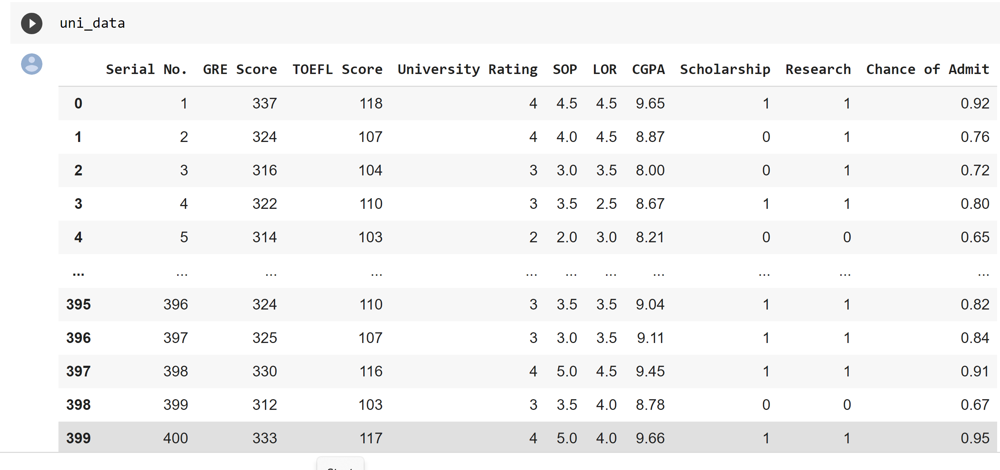 uni_data
Serial No. GRE Score TOEFL Score University Rating SOP LOR CGPA Scholarship Research Chance of Admit
0 1 337 118 4 4.5 4.5 9.65 1 1 0.92
1 2 324 107 4 4.0 4.5 8.87 0 1 0.76
2 3 316 104 3 3.0 3.5 8.00 0 1 0.72
3 4 322 110 3 3.5 2.5 8.67 1 1 0.80
4 5 314 103 2 2.0 3.0 8.21 0 0 0.65
... ... ... ... ... ... ... ... ... ... ...
395 396 324 110 3 3.5 3.5 9.04 1 1 0.82
396 397 325 107 3 3.0 3.5 9.11 1 1 0.84
397 398 330 116 4 5.0 4.5 9.45 1 1 0.91
398 399 312 103 3 3.5 4.0 8.78 0 0 0.67
399 400 333 117 4 5.0 4.0 9.66 1 1 0.95